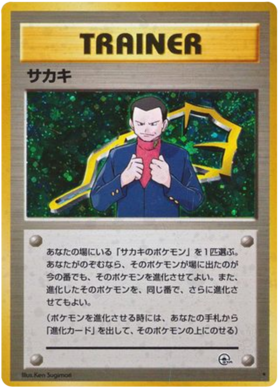 TRAINER
サカキ
あなたの場にいる「サカキのポケモン」を1匹選ぶ。
あなたがのぞむなら、そのポケモンが場に出たのが
今の番でも、そのポケモンを進化させてよい。また、
進化したそのポケモンを、同じ番で、さらに進化させ
てもよい。
(ポケモンを進化させる時には、あなたの手札から
「進化カード」を出して、そのポケモンの上にのせる)
Illus. Ken Sugimori